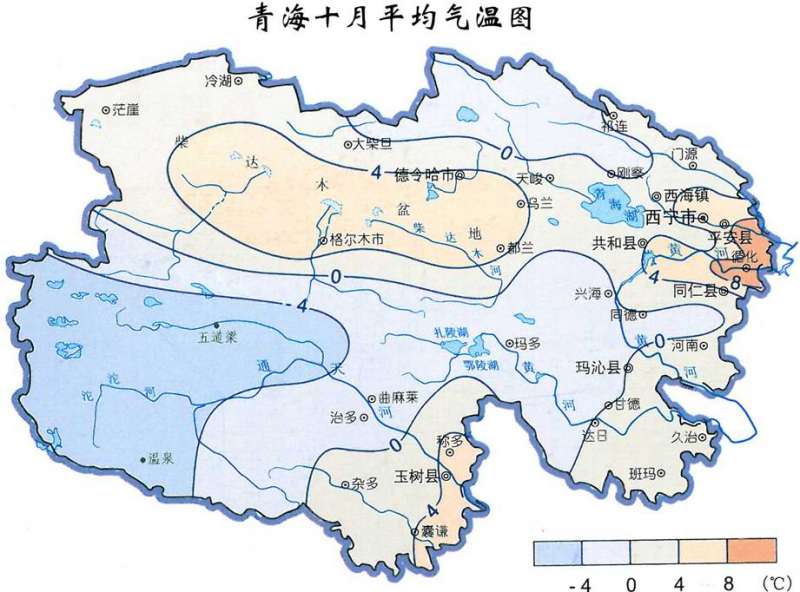 青海十月平均气温图
冷湖
茫崖
祁连
大柴旦
门源
柴达木盆地
德令哈市
天峻
刚察
西海镇
青海湖
乌兰
西宁市
柴达木河
平安县
格尔木市
都兰
共和县
黄河
循化
兴海
同仁县
同德
五道梁
扎陵湖
鄂陵湖
玛多
黄河
河南
玛沁县
黄河
通天河
沱沱河
曲麻莱
治多
甘德
达日
久治
称多
温泉
杂多
玉树县
班玛
囊谦
0
4
0
-4
4
8
0
0
4
-4 0 4 8 (℃)